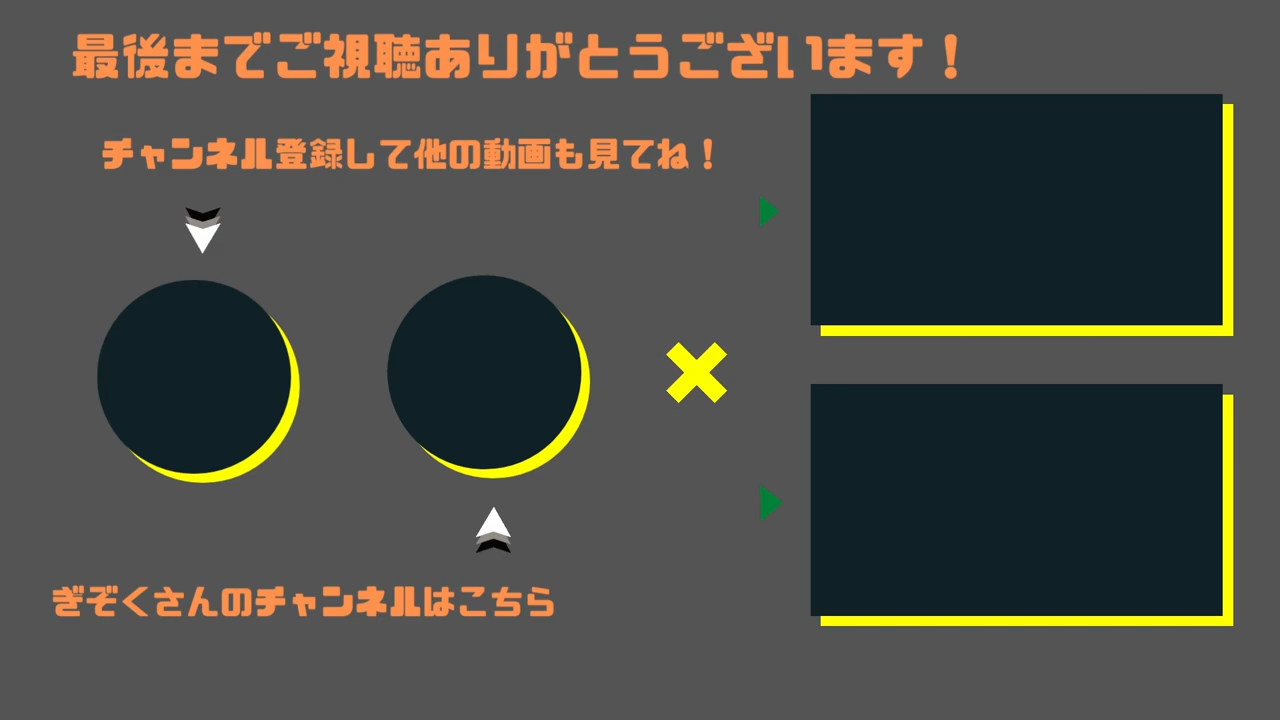 最後までご視聴ありがとうございます！
チャンネル登録して他の動画も見てね！
ぎぞくさんのチャンネルはこちら